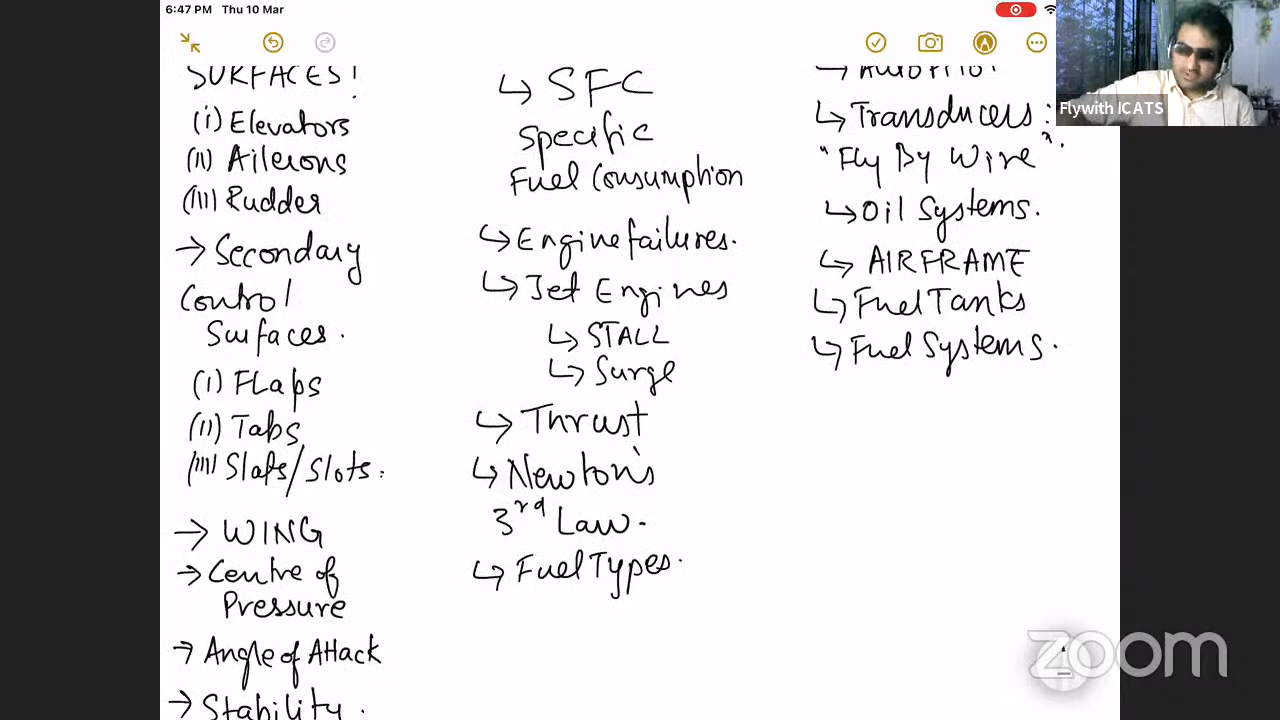 6:47 PM Thu 10 Mar
SURFACES!
(i) Elevators
(ii) Ailerons
(iii) Rudder
→ Secondary
Control
Surfaces.
(i) FLaps
(ii) Tabs
(iii) Slats/Slots.
→ WING
→ Centre of
Pressure
→ Angle of Attack
→ Stability.
↳ SFC
Specific
Fuel Consumption
↳ Engine failures.
↳ Jet Engines
↳ STALL
↳ Surge
↳ Thrust
↳ Newton's
3rd Law.
↳ Fuel Types.
↳ Autopilot
↳ Transducers:
"Fly By Wire".
↳ Oil Systems.
↳ AIRFRAME
↳ Fuel Tanks
↳ Fuel Systems.
Flywith ICATS
zoom